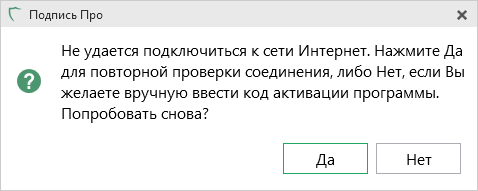 Подпись Про
Не удается подключиться к сети Интернет. Нажмите Да
для повторной проверки соединения, либо Нет, если Вы
желаете вручную ввести код активации программы.
Попробовать снова?
Да
Нет